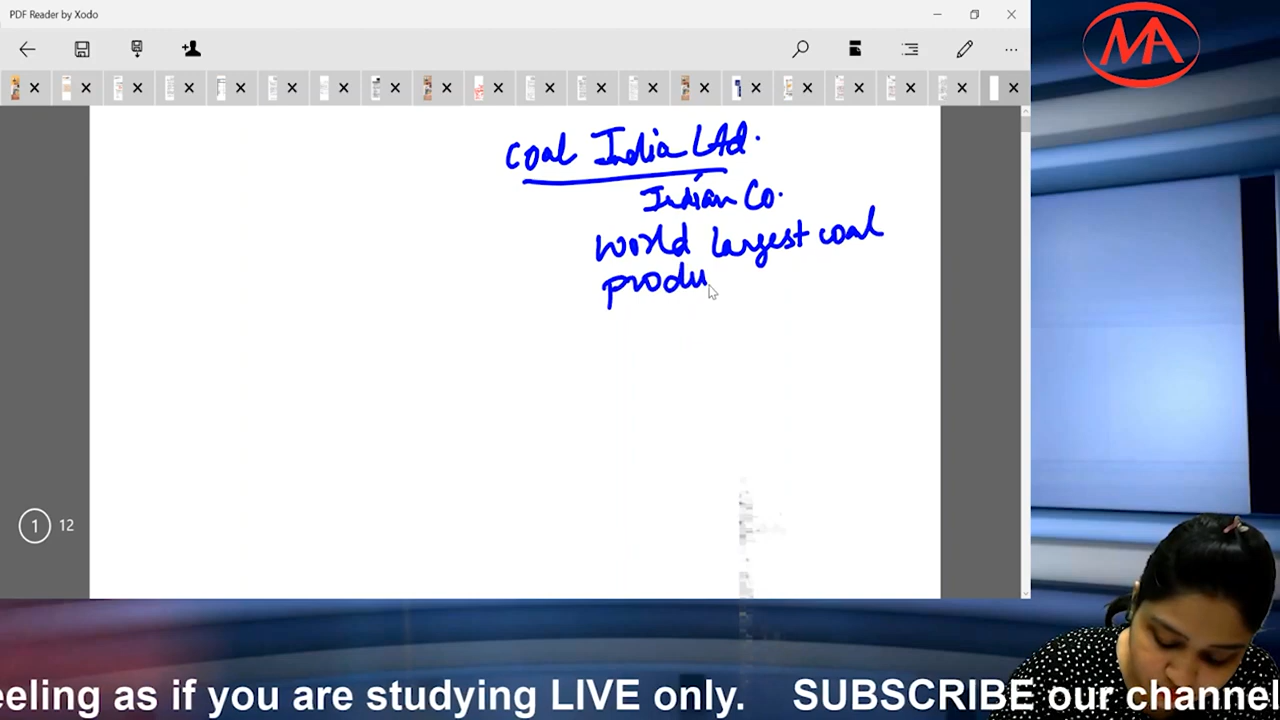 PDF Reader by Xodo
MA
Coal India Ltd.
Indian Co.
world largest coal
produ
1 12
eeling as if you are studying LIVE only. SUBSCRIBE our channel